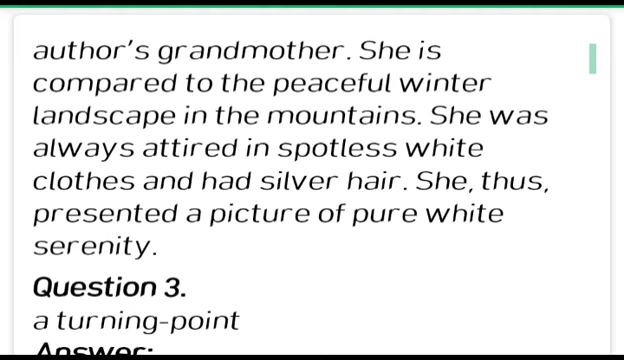 author's grandmother. She is
compared to the peaceful winter
landscape in the mountains. She was
always attired in spotless white
clothes and had silver hair. She, thus,
presented a picture of pure white
serenity.
Question 3.
a turning-point
Answer: